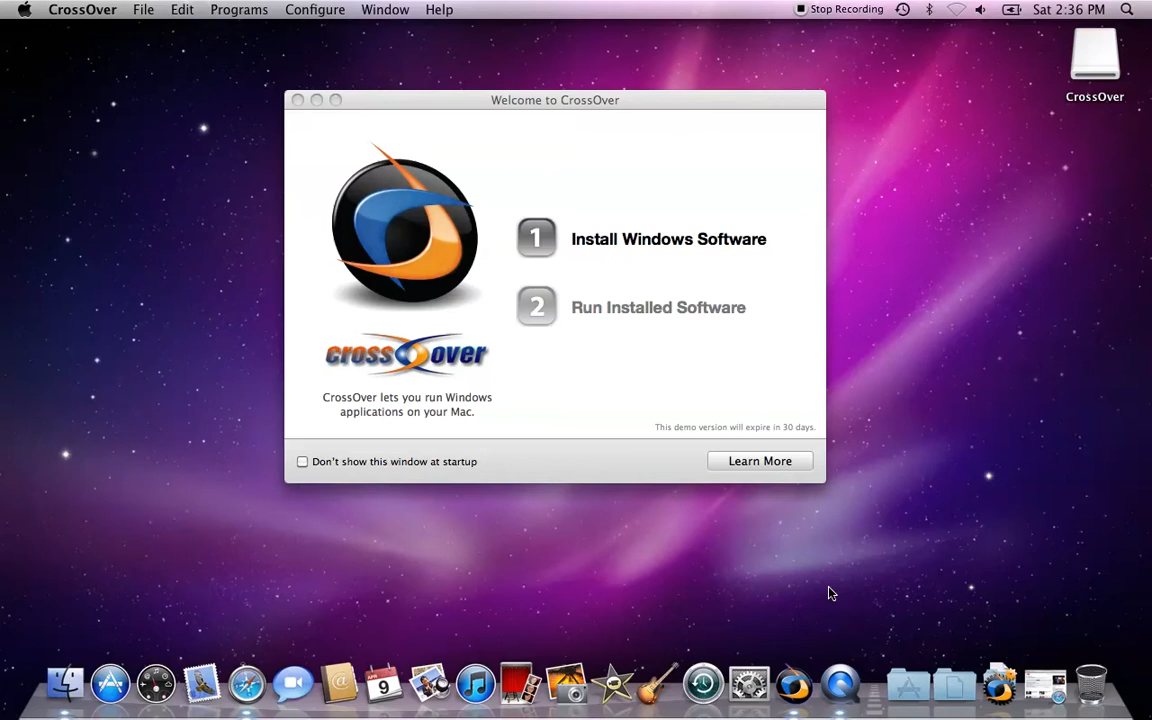 CrossOver File Edit Programs Configure Window Help Stop Recording Sat 2:36 PM
CrossOver
Welcome to CrossOver
1 Install Windows Software
2 Run Installed Software
crossover
CrossOver lets you run Windows
applications on your Mac.
This demo version will expire in 30 days.
Don't show this window at startup
Learn More
9